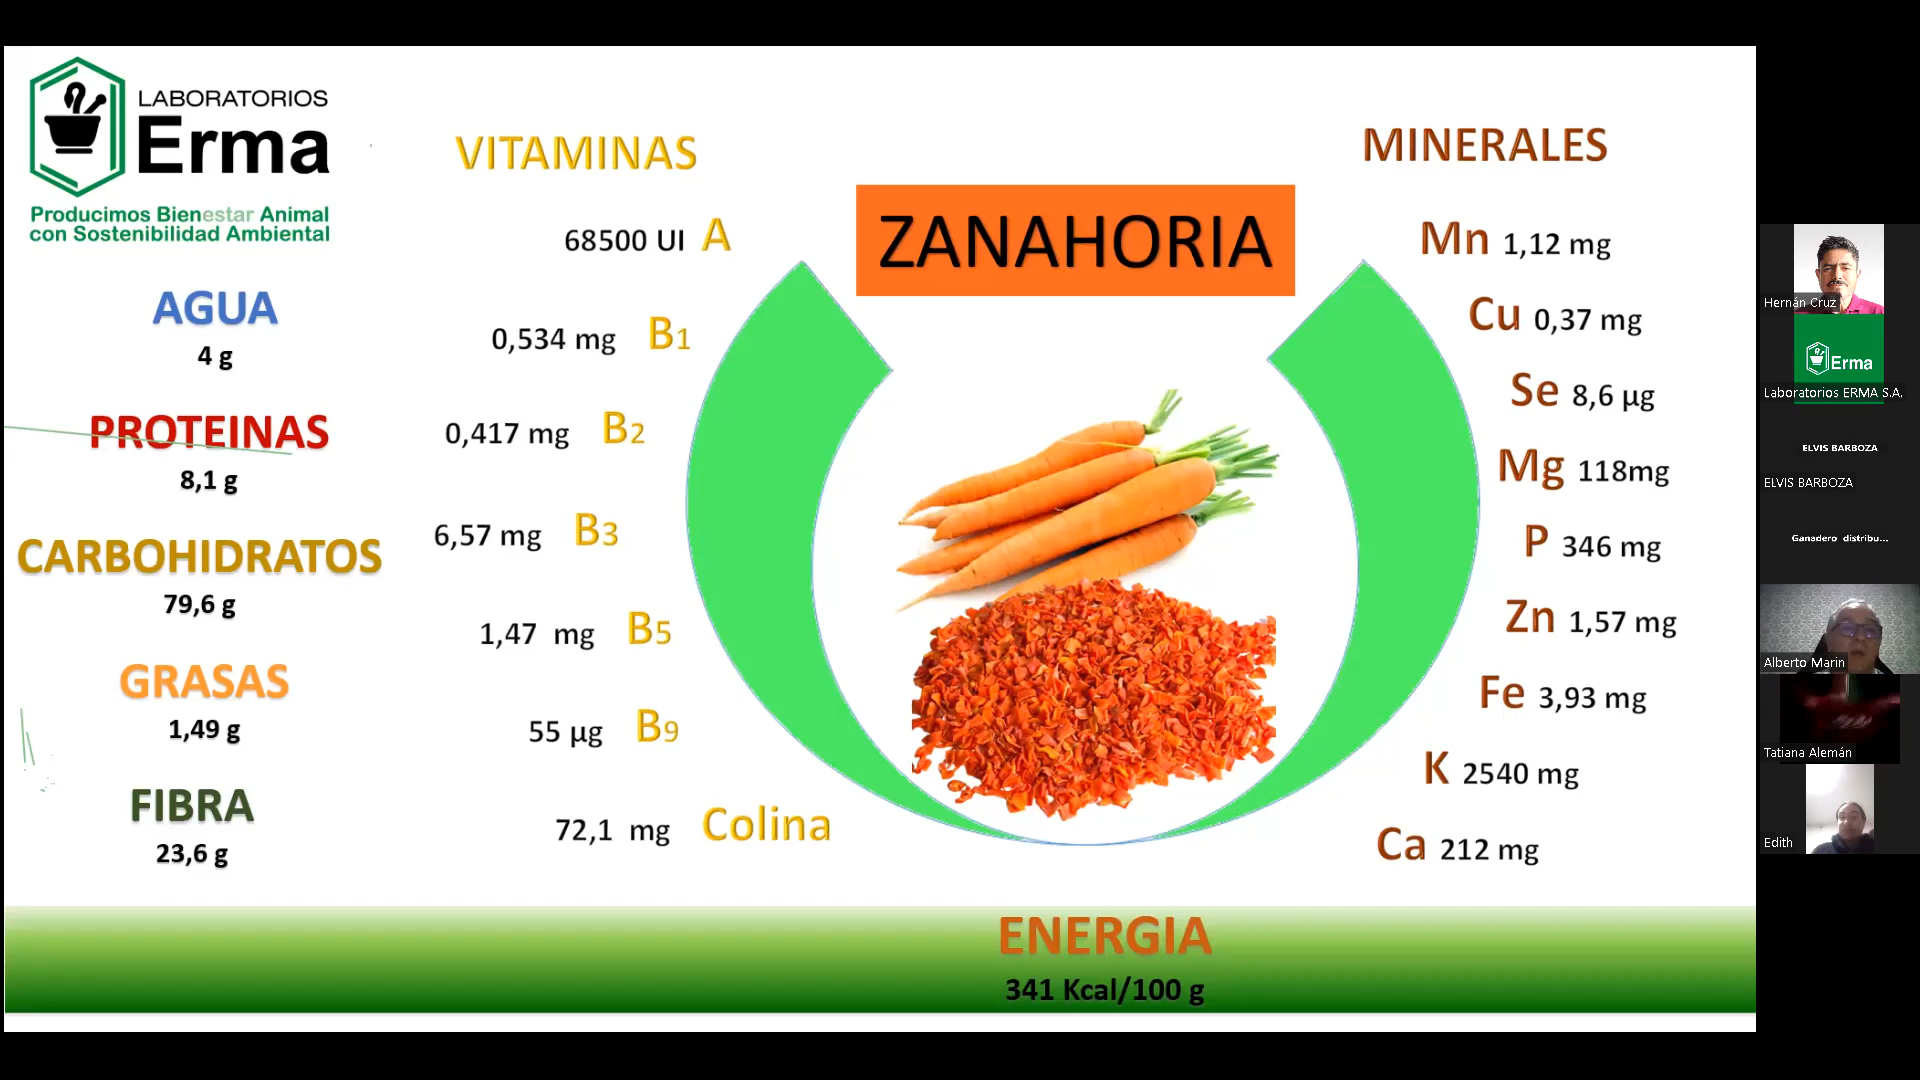 LABORATORIOS
Erma
Producimos Bienestar Animal
con Sostenibilidad Ambiental
AGUA
4 g
PROTEINAS
8,1 g
CARBOHIDRATOS
79,6 g
GRASAS
1,49 g
FIBRA
23,6 g
VITAMINAS
68500 UI A
0,534 mg B1
0,417 mg B2
6,57 mg B3
1,47 mg B5
55 µg B9
72,1 mg Colina
ZANAHORIA
MINERALES
Mn 1,12 mg
Cu 0,37 mg
Se 8,6 µg
Mg 118mg
P 346 mg
Zn 1,57 mg
Fe 3,93 mg
K 2540 mg
Ca 212 mg
ENERGIA
341 Kcal/100 g
Hernán Cruz
Erma
Laboratorios ERMA S.A.
ELVIS BARBOZA
ELVIS BARBOZA
Ganadero distribu...
Alberto Marin
Tatiana Alemán
Edith